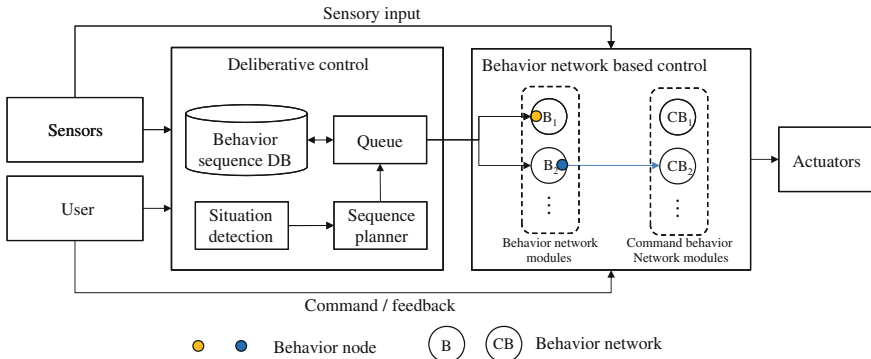 Sensory input
Deliberative control
Behavior network based control
Sensors
Behavior
sequence DB
Queue
B1
CB1
B2
CB2
Actuators
User
Situation
detection
Sequence
planner
Behavior network
modules
Command behavior
Network modules
Command / feedback
Behavior node
B
CB
Behavior network